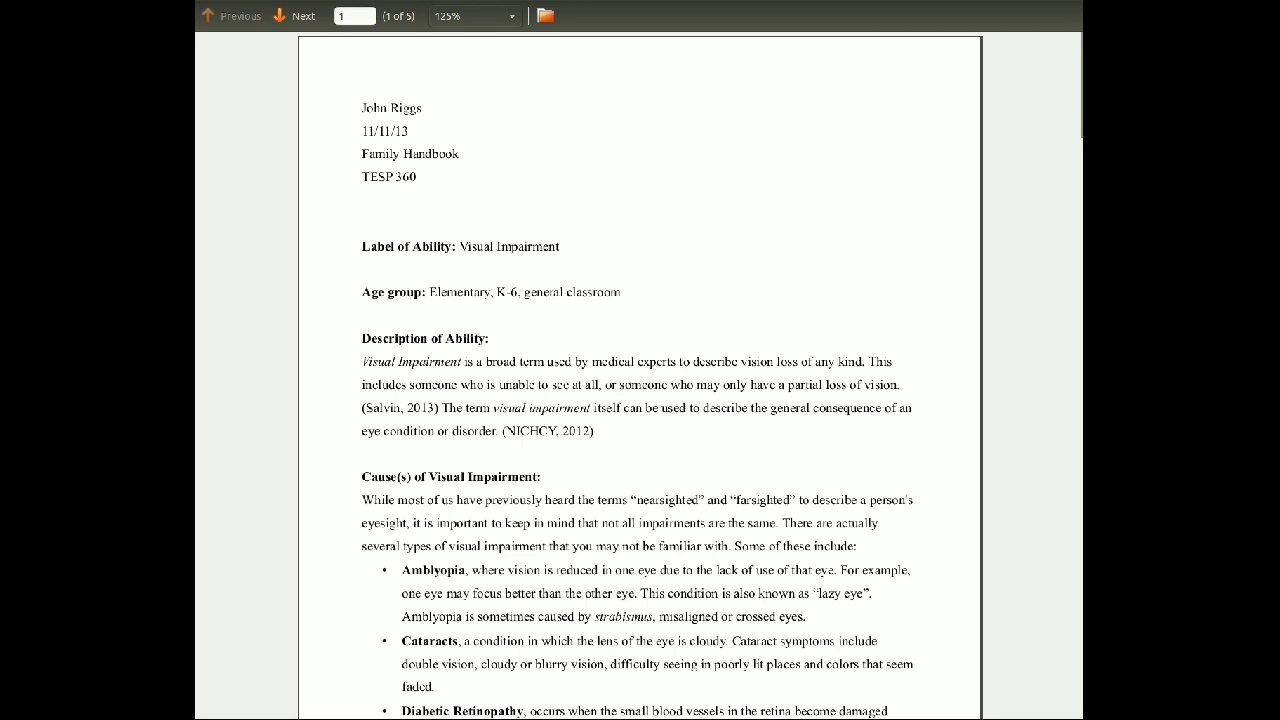 Previous Next 1 (1 of 5) 125%
John Riggs
11/11/13
Family Handbook
TESP 360
Label of Ability: Visual Impairment
Age group: Elementary, K-6, general classroom
Description of Ability:
Visual Impairment is a broad term used by medical experts to describe vision loss of any kind. This
includes someone who is unable to see at all, or someone who may only have a partial loss of vision.
(Salvin, 2013) The term visual impairment itself can be used to describe the general consequence of an
eye condition or disorder. (NICHCY, 2012)
Cause(s) of Visual Impairment:
While most of us have previously heard the terms “nearsighted” and “farsighted” to describe a person's
eyesight, it is important to keep in mind that not all impairments are the same. There are actually
several types of visual impairment that you may not be familiar with. Some of these include:
• Amblyopia, where vision is reduced in one eye due to the lack of use of that eye. For example,
one eye may focus better than the other eye. This condition is also known as “lazy eye”.
Amblyopia is sometimes caused by strabismus, misaligned or crossed eyes.
• Cataracts, a condition in which the lens of the eye is cloudy. Cataract symptoms include
double vision, cloudy or blurry vision, difficulty seeing in poorly lit places and colors that seem
faded.
• Diabetic Retinopathy, occurs when the small blood vessels in the retina become damaged